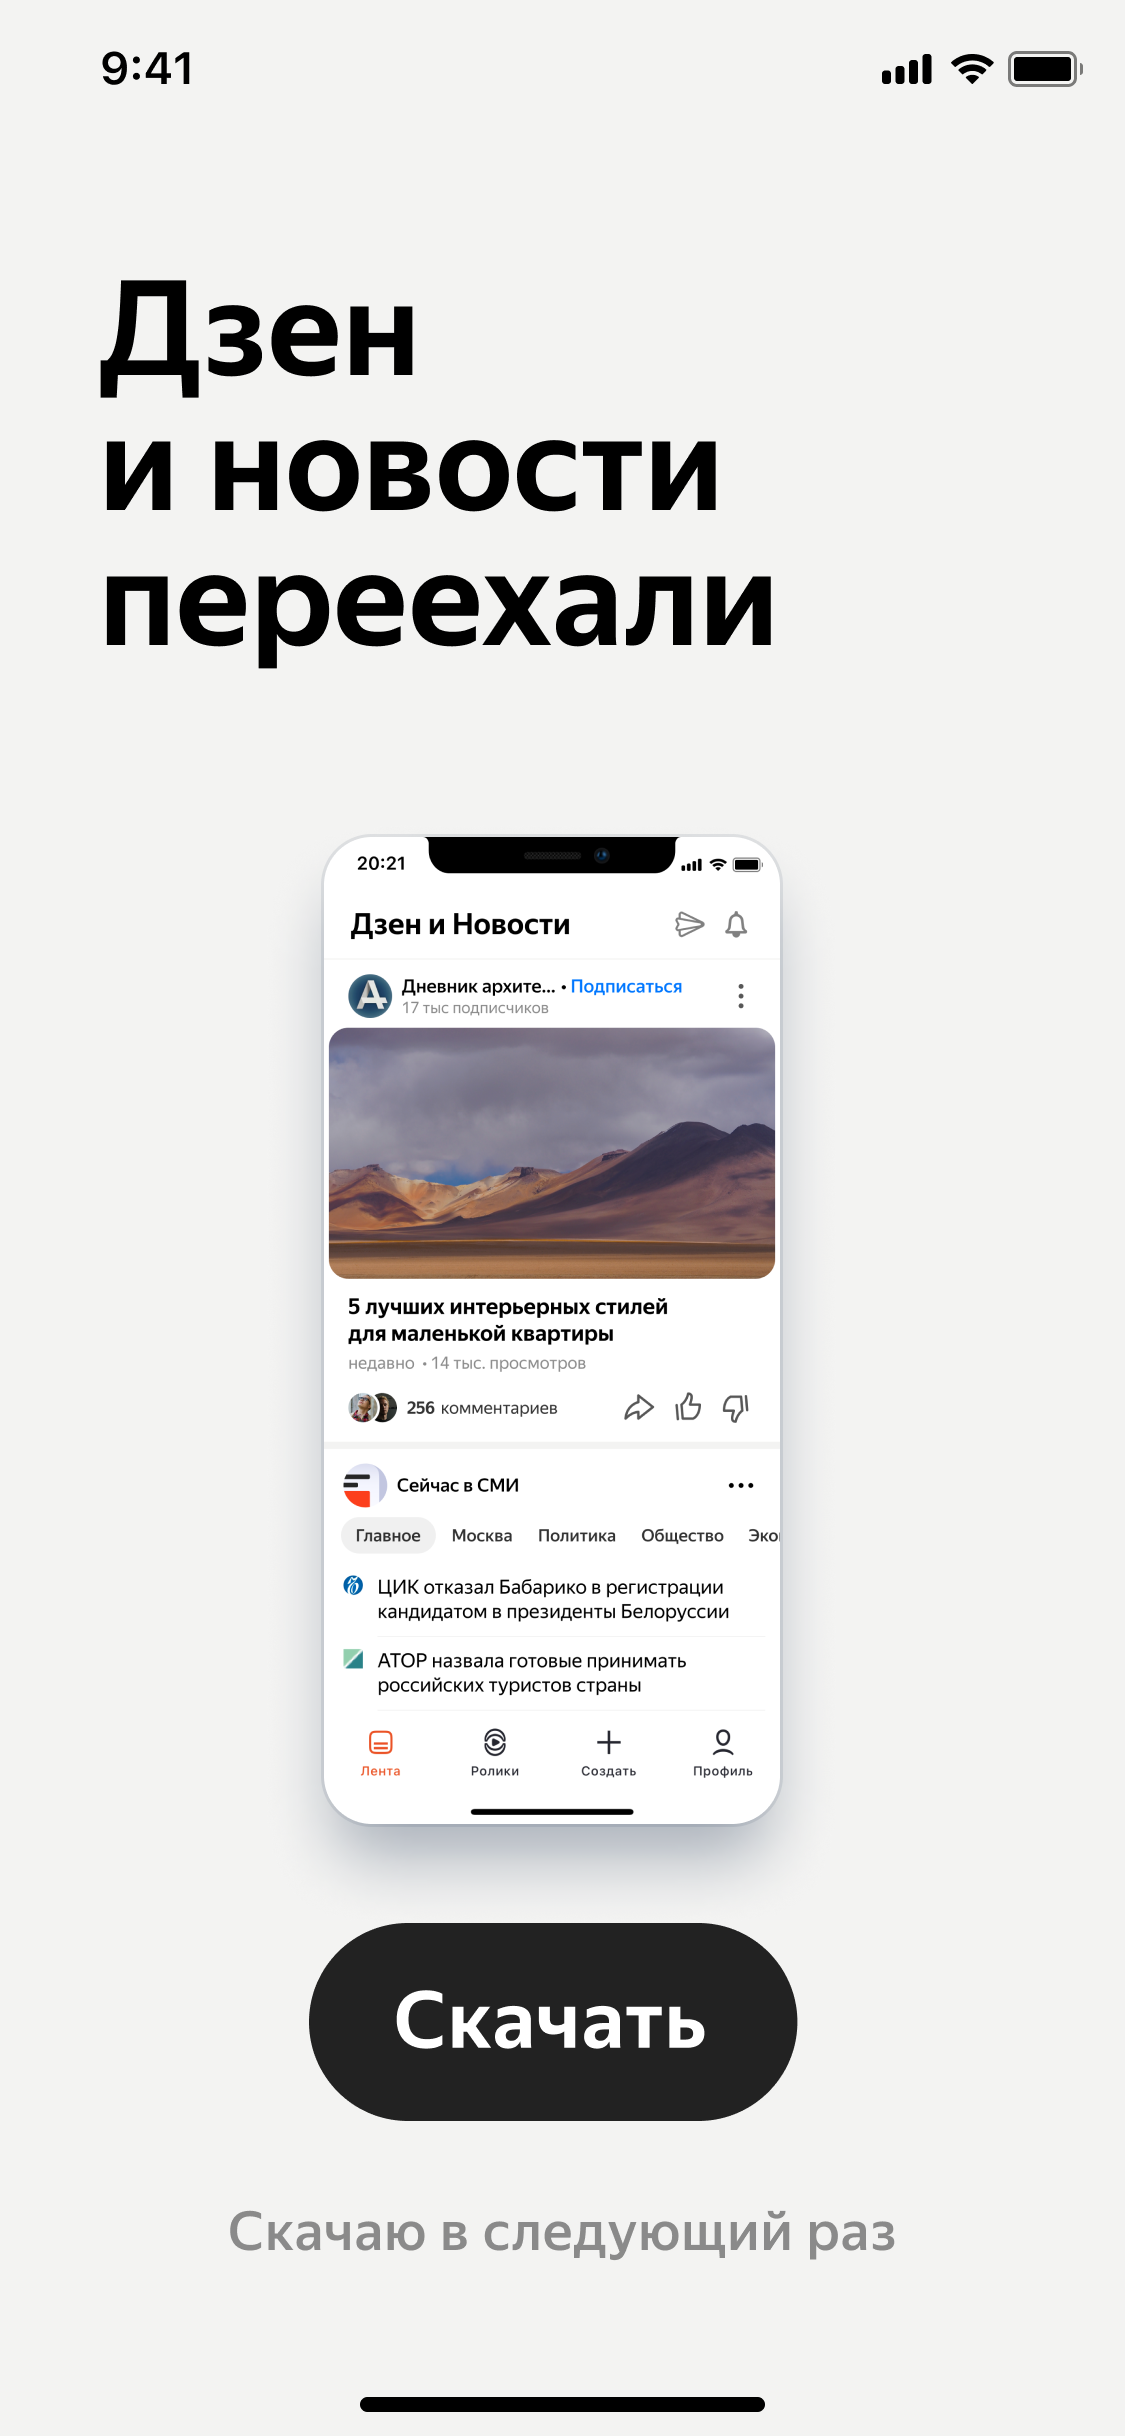 9:41
Дзен
и новости
переехали
20:21
Дзен и Новости
Дневник архите... • Подписаться
17 тыс подписчиков
5 лучших интерьерных стилей
для маленькой квартиры
недавно • 14 тыс. просмотров
256 комментариев
Сейчас в СМИ
Главное Москва Политика Общество Эко
ЦИК отказал Бабарико в регистрации
кандидатом в президенты Белоруссии
АТОР назвала готовые принимать
российских туристов страны
Лента Ролики Создать Профиль
Скачать
Скачаю в следующий раз